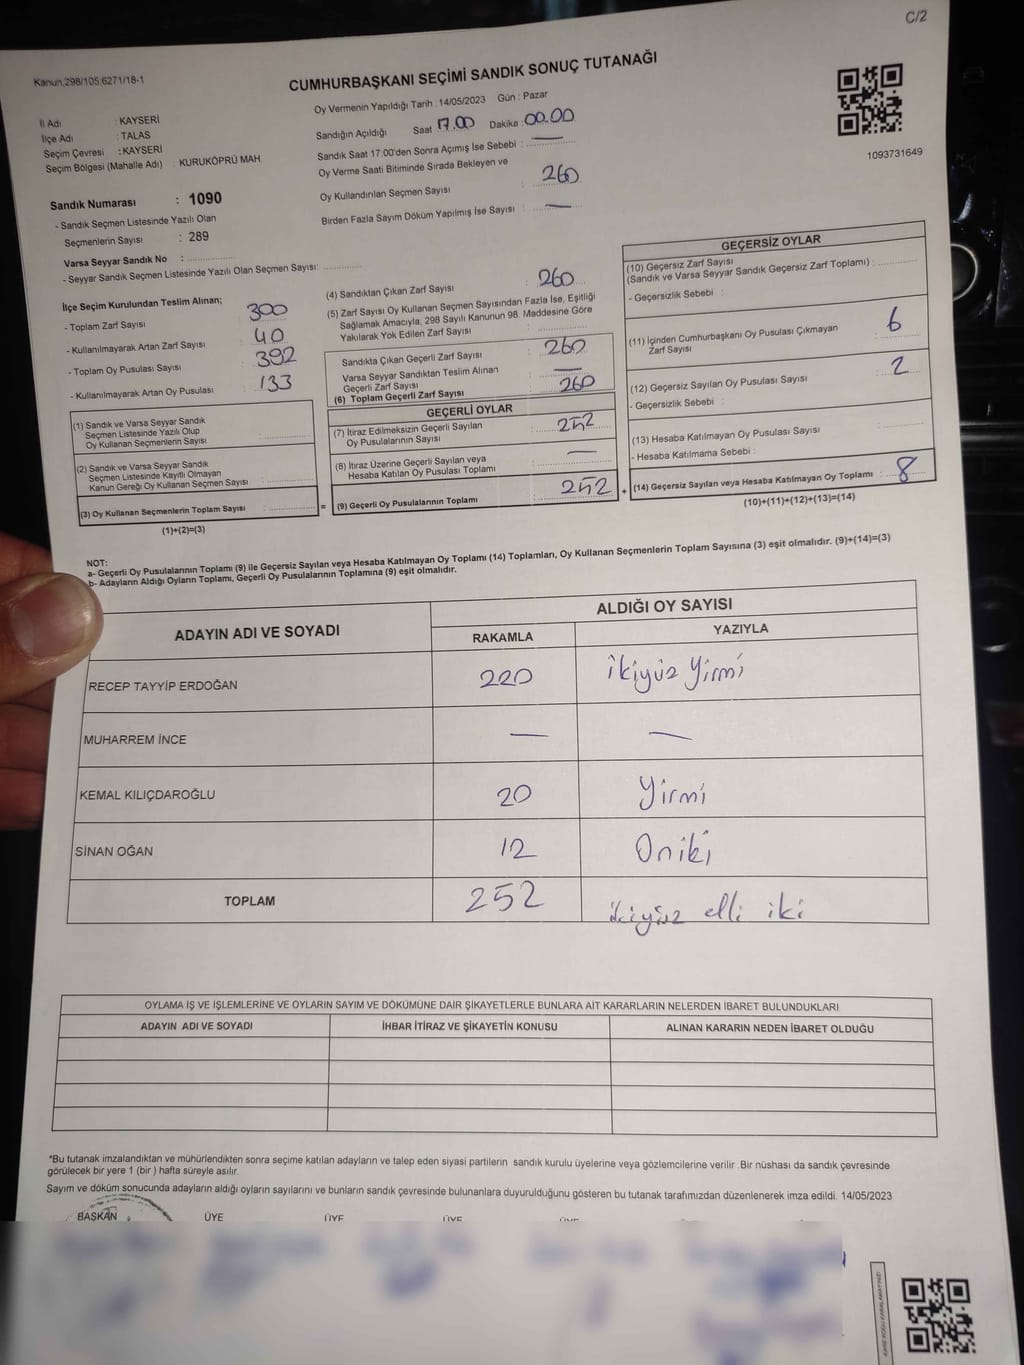 C/2
Kanun;298/105;6271/18-1
CUMHURBAŞKANI SEÇİMİ SANDIK SONUÇ TUTANAĞI
1093731649
İl Adı : KAYSERİ
İlçe Adı : TALAS
Seçim Çevresi : KAYSERİ
Seçim Bölgesi (Mahalle Adı) : KURUKÖPRÜ MAH.
Sandık Numarası : 1090
- Sandık Seçmen Listesinde Yazılı Olan
Seçmenlerin Sayısı : 289
Varsa Seyyar Sandık No :
- Seyyar Sandık Seçmen Listesinde Yazılı Olan Seçmen Sayısı:
Oy Vermenin Yapıldığı Tarih : 14/05/2023 Gün : Pazar
Sandığın Açıldığı Saat 17.00 Dakika : 00.00
Sandık Saat 17:00'den Sonra Açımış İse Sebebi : —
Oy Verme Saati Bitiminde Sırada Bekleyen ve
Oy Kullandırılan Seçmen Sayısı : 260
Birden Fazla Sayım Döküm Yapılmış İse Sayısı : —
İlçe Seçim Kurulundan Teslim Alınan;
- Toplam Zarf Sayısı : 300
- Kullanılmayarak Artan Zarf Sayısı : 40
- Toplam Oy Pusulası Sayısı : 392
- Kullanılmayarak Artan Oy Pusulası : 133
(1) Sandık ve Varsa Seyyar Sandık
Seçmen Listesinde Yazılı Olup
Oy Kullanan Seçmenlerin Sayısı :
(2) Sandık ve Varsa Seyyar Sandık
Seçmen Listesinde Kayıtlı Olmayan
Kanun Gereği Oy Kullanan Seçmen Sayısı :
(3) Oy Kullanan Seçmenlerin Toplam Sayısı :
(1)+(2)=(3)
(4) Sandıktan Çıkan Zarf Sayısı : 260
(5) Zarf Sayısı Oy Kullanan Seçmen Sayısından Fazla İse, Eşitliği
Sağlamak Amacıyla, 298 Sayılı Kanunun 98. Maddesine Göre
Yakılarak Yok Edilen Zarf Sayısı :
Sandıkta Çıkan Geçerli Zarf Sayısı : 260
Varsa Seyyar Sandıktan Teslim Alınan
Geçerli Zarf Sayısı : —
(6) Toplam Geçerli Zarf Sayısı : 260
GEÇERLİ OYLAR
(7) İtiraz Edilmeksizin Geçerli Sayılan
Oy Pusulalarının Sayısı : 252
(8) İtiraz Üzerine Geçerli Sayılan veya
Hesaba Katılan Oy Pusulası Toplamı : —
= (9) Geçerli Oy Pusulalarının Toplamı : 252 +
GEÇERSİZ OYLAR
(10) Geçersiz Zarf Sayısı
(Sandık ve Varsa Seyyar Sandık Geçersiz Zarf Toplamı) :
- Geçersizlik Sebebi :
(11) İçinden Cumhurbaşkanı Oy Pusulası Çıkmayan
Zarf Sayısı : 6
(12) Geçersiz Sayılan Oy Pusulası Sayısı : 2
- Geçersizlik Sebebi :
(13) Hesaba Katılmayan Oy Pusulası Sayısı :
- Hesaba Katılmama Sebebi :
(14) Geçersiz Sayılan veya Hesaba Katılmayan Oy Toplamı : 8
(10)+(11)+(12)+(13)=(14)
NOT:
a- Geçerli Oy Pusulalarının Toplamı (9) ile Geçersiz Sayılan veya Hesaba Katılmayan Oy Toplamı (14) Toplamları, Oy Kullanan Seçmenlerin Toplam Sayısına (3) eşit olmalıdır. (9)+(14)=(3)
b- Adayların Aldığı Oyların Toplamı, Geçerli Oy Pusulalarının Toplamına (9) eşit olmalıdır.
ADAYIN ADI VE SOYADI ALDIĞI OY SAYISI
RAKAMLA YAZIYLA
RECEP TAYYİP ERDOĞAN 220 ikiyüz yirmi
MUHARREM İNCE — —
KEMAL KILIÇDAROĞLU 20 Yirmi
SİNAN OĞAN 12 Oniki
TOPLAM 252 ikiyüz elli iki
OYLAMA İŞ VE İŞLEMLERİNE VE OYLARIN SAYIM VE DÖKÜMÜNE DAİR ŞİKAYETLERLE BUNLARA AİT KARARLARIN NELERDEN İBARET BULUNDUKLARI
ADAYIN ADI VE SOYADI İHBAR İTİRAZ VE ŞİKAYETİN KONUSU ALINAN KARARIN NEDEN İBARET OLDUĞU
*Bu tutanak imzalandıktan ve mühürlendikten sonra seçime katılan adayların ve talep eden siyasi partilerin sandık kurulu üyelerine veya gözlemcilerine verilir .Bir nüshası da sandık çevresinde
görülecek bir yere 1 (bir ) hafta süreyle asılır.
Sayım ve döküm sonucunda adayların aldığı oyların sayılarını ve bunların sandık çevresinde bulunanlara duyurulduğunu gösteren bu tutanak tarafımızdan düzenlenerek imza edildi. 14/05/2023
BAŞKAN ÜYE ÜYE ÜYE